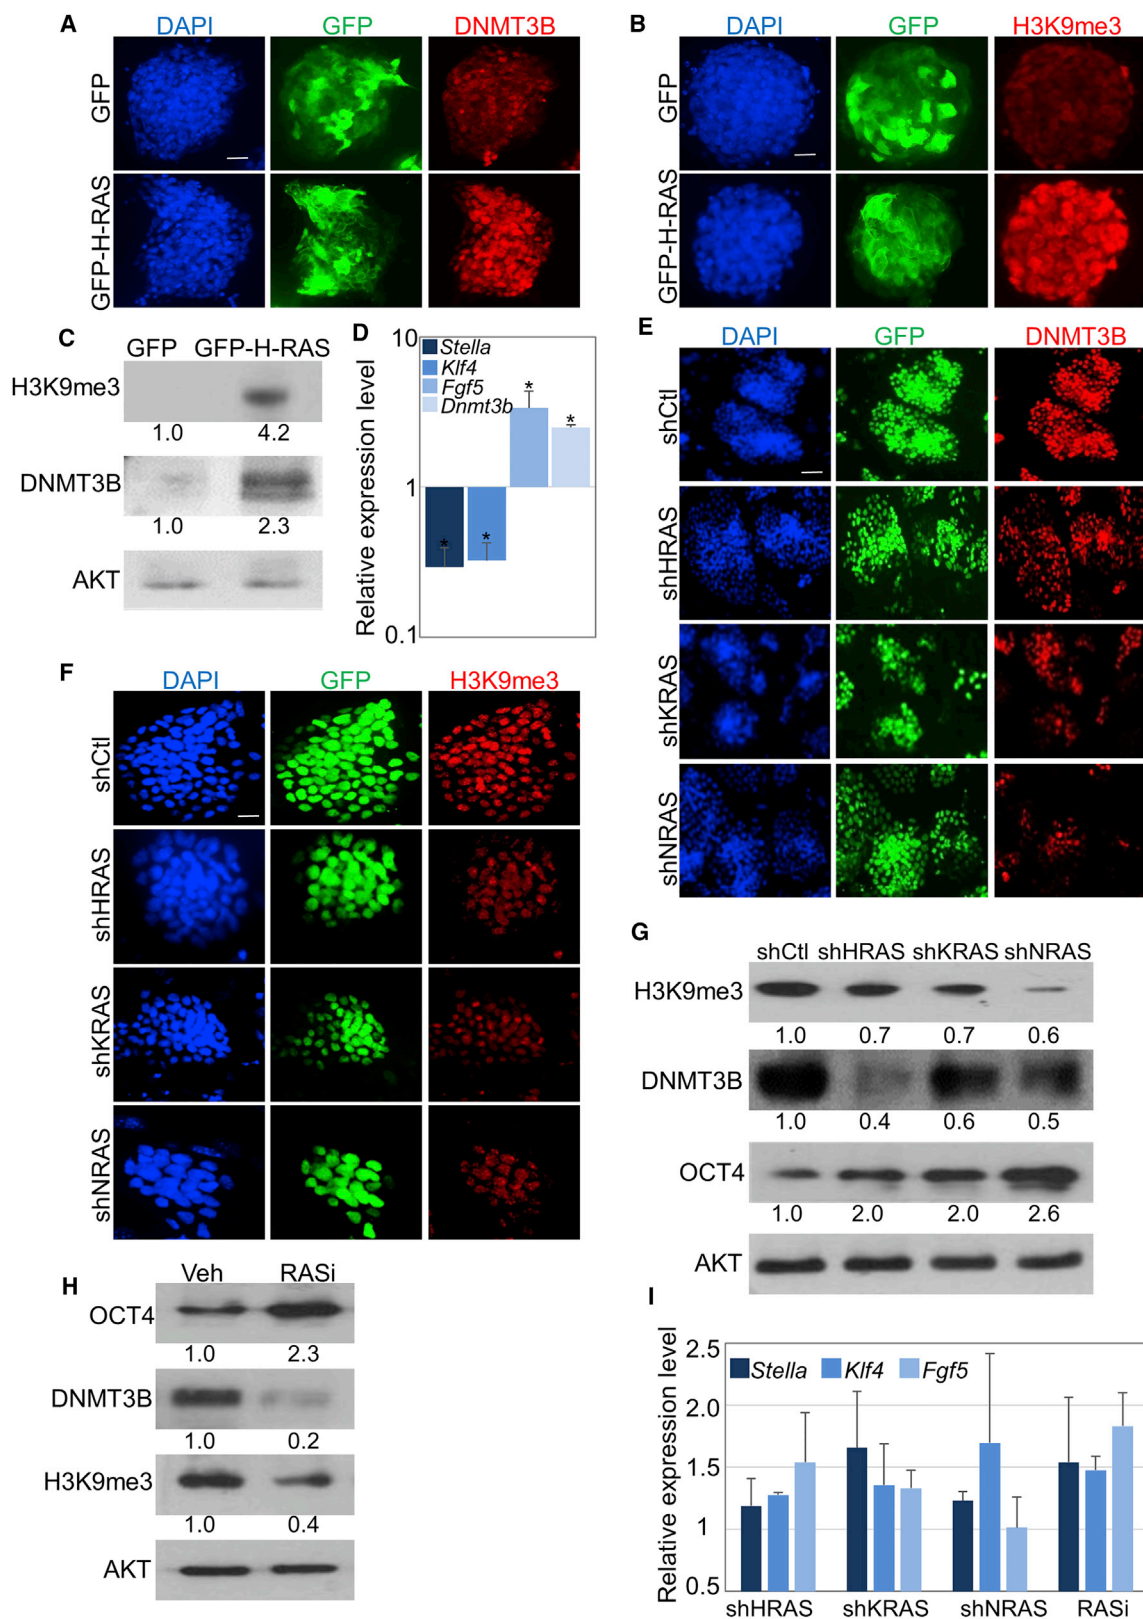 A
DAPI GFP DNMT3B
GFP
GFP-H-RAS
B
DAPI GFP H3K9me3
GFP
GFP-H-RAS
C
GFP GFP-H-RAS
H3K9me3
1.0 4.2
DNMT3B
1.0 2.3
AKT
D
Relative expression level
10
1
0.1
Stella
Klf4
Fgf5
Dnmt3b
* * * *
E
DAPI GFP DNMT3B
shCtl
shHRAS
shKRAS
shNRAS
F
DAPI GFP H3K9me3
shCtl
shHRAS
shKRAS
shNRAS
G
shCtl shHRAS shKRAS shNRAS
H3K9me3
1.0 0.7 0.7 0.6
DNMT3B
1.0 0.4 0.6 0.5
OCT4
1.0 2.0 2.0 2.6
AKT
H
Veh RASi
OCT4
1.0 2.3
DNMT3B
1.0 0.2
H3K9me3
1.0 0.4
AKT
I
Relative expression level
2.5
2.0
1.5
1
0.5
Stella Klf4 Fgf5
shHRAS shKRAS shNRAS RASi